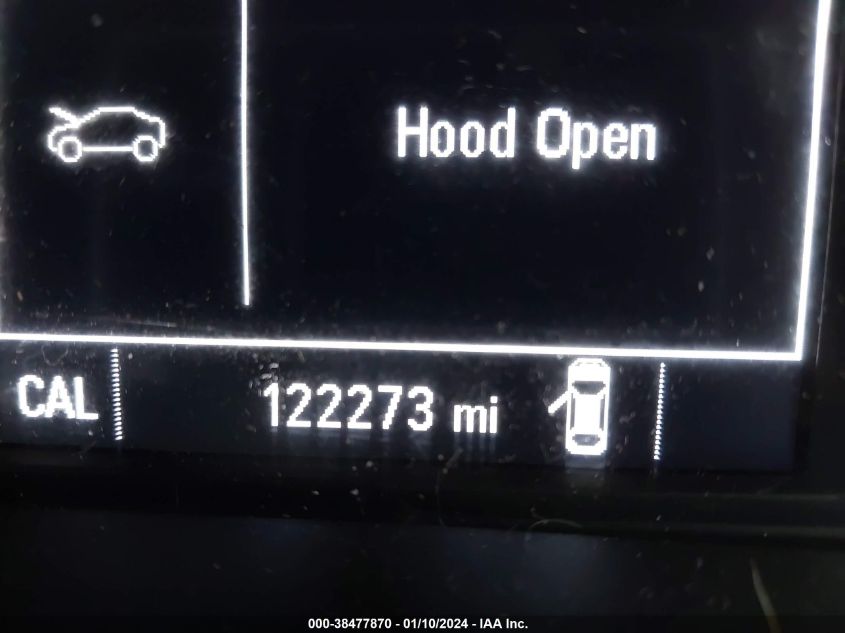 Hood Open
CAL 122273 mi
000-38477870 - 01/10/2024 - IAA Inc.